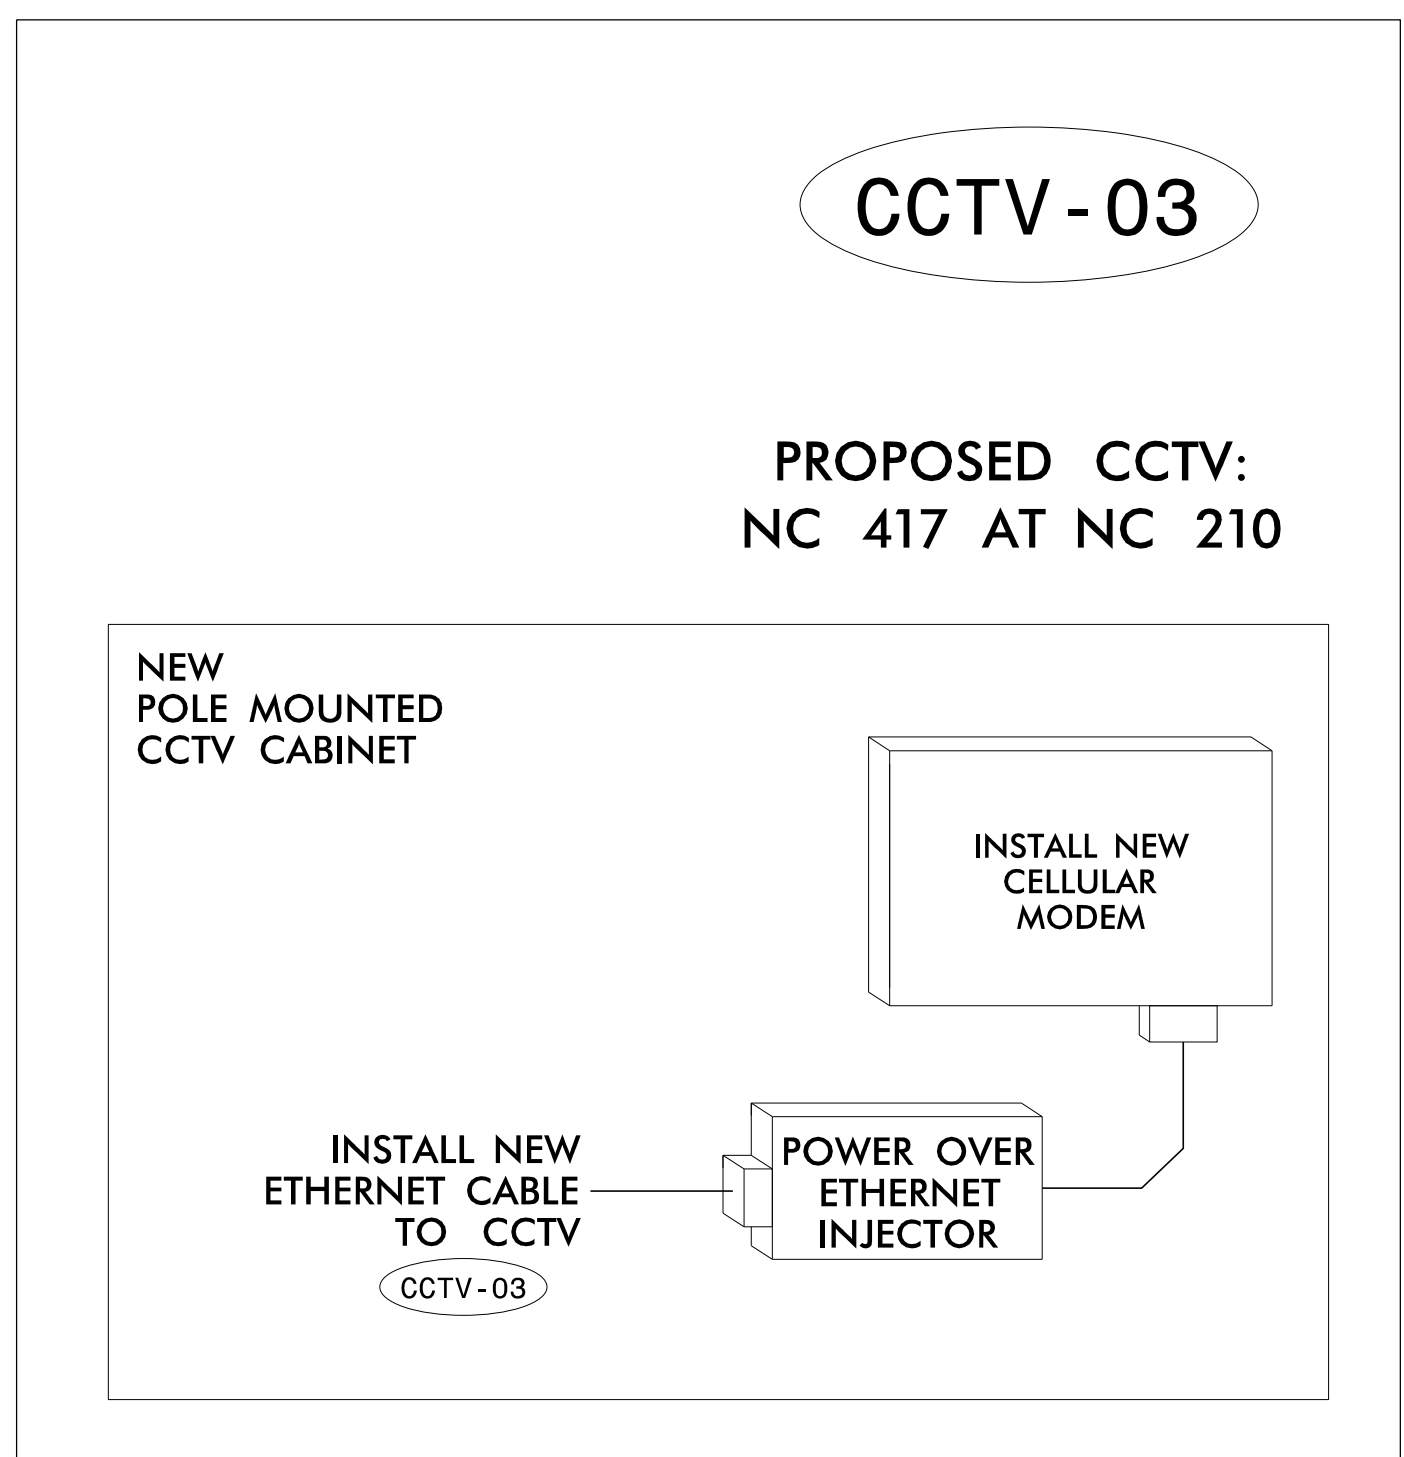 CCTV-03
PROPOSED CCTV:
NC 417 AT NC 210
NEW
POLE MOUNTED
CCTV CABINET
INSTALL NEW
CELLULAR
MODEM
INSTALL NEW
ETHERNET CABLE
TO CCTV
CCTV-03
POWER OVER
ETHERNET
INJECTOR